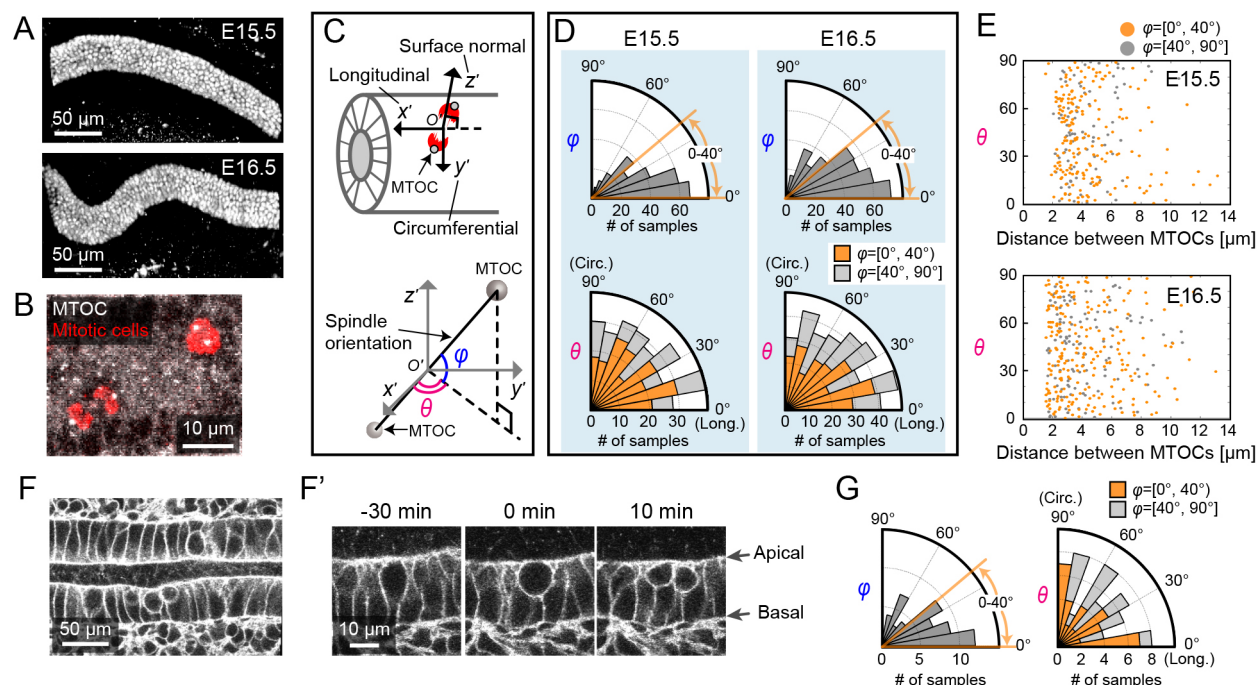 A
E15.5
50 µm
E16.5
50 µm
B
MTOC
Mitotic cells
10 µm
C
Surface normal
z'
Longitudinal
x'
O'
y'
MTOC
Circumferential
MTOC
z'
Spindle
orientation
φ
O'
x'
y'
θ
MTOC
D
E15.5
E16.5
90°
60°
φ
0-40°
0°
0 20 40 60
# of samples
90°
60°
φ
0-40°
0°
0 20 40 60
# of samples
φ=[0°, 40°)
φ=[40°, 90°]
(Circ.)
90°
60°
30°
θ
0°
0 10 20 30
(Long.)
# of samples
(Circ.)
90°
60°
30°
θ
0°
0 10 20 30 40
(Long.)
# of samples
E
φ=[0°, 40°)
φ=[40°, 90°]
E15.5
90
60
θ
30
0
0 2 4 6 8 10 12 14
Distance between MTOCs [µm]
E16.5
90
60
θ
30
0
0 2 4 6 8 10 12 14
Distance between MTOCs [µm]
F
50 µm
F’
-30 min
0 min
10 min
10 µm
Apical
Basal
G
φ=[0°, 40°)
φ=[40°, 90°]
90°
60°
φ
0-40°
0°
0 5 10
# of samples
(Circ.)
90°
60°
30°
θ
0°
0 2 4 6 8
(Long.)
# of samples